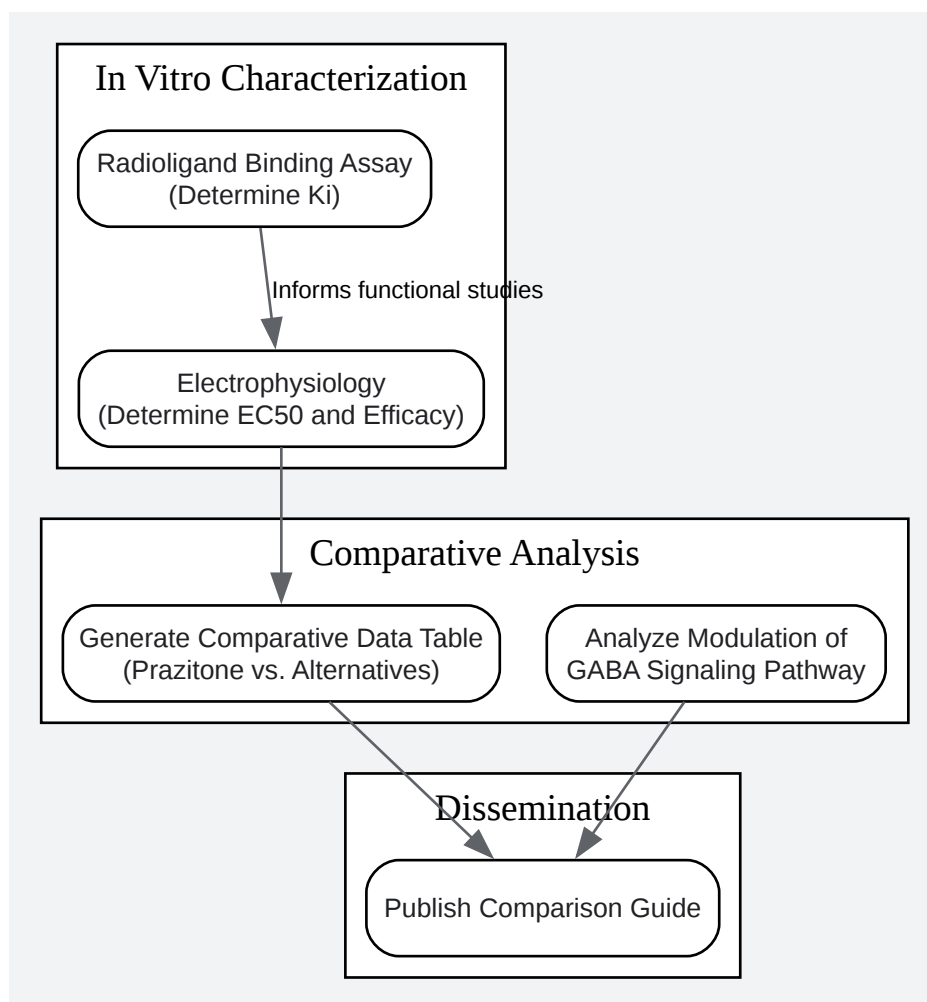 In Vitro Characterization
Radioligand Binding Assay
(Determine Ki)
Informs functional studies
Electrophysiology
(Determine EC50 and Efficacy)
Comparative Analysis
Generate Comparative Data Table
(Prazitone vs. Alternatives)
Analyze Modulation of
GABA Signaling Pathway
Dissemination
Publish Comparison Guide